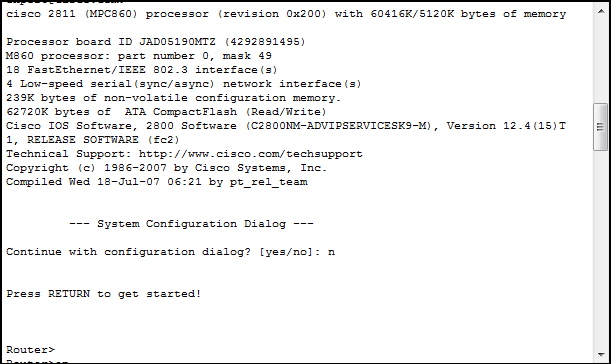 cisco 2811 (MPC860) processor (revision 0x200) with 60416K/5120K bytes of memory
Processor board ID JAD05190MTZ (4292891495)
M860 processor: part number 0, mask 49
18 FastEthernet/IEEE 802.3 interface(s)
4 Low-speed serial(sync/async) network interface(s)
239K bytes of non-volatile configuration memory.
62720K bytes of  ATA CompactFlash (Read/Write)
Cisco IOS Software, 2800 Software (C2800NM-ADVIPSERVICESK9-M), Version 12.4(15)T
1, RELEASE SOFTWARE (fc2)
Technical Support: http://www.cisco.com/techsupport
Copyright (c) 1986-2007 by Cisco Systems, Inc.
Compiled Wed 18-Jul-07 06:21 by pt_rel_team
--- System Configuration Dialog ---
Continue with configuration dialog? [yes/no]: n
Press RETURN to get started!
Router>